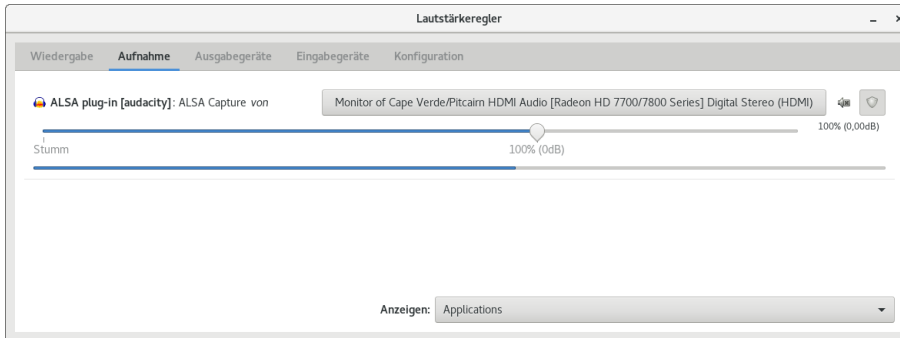 Lautstärkeregler
Wiedergabe Aufnahme Ausgabegeräte Eingabegeräte Konfiguration
ALSA plug-in [audacity]: ALSA Capture von Monitor of Cape Verde/Pitcairn HDMI Audio [Radeon HD 7700/7800 Series] Digital Stereo (HDMI)
100% (0,00dB)
Stumm 100% (0dB)
Anzeigen: Applications